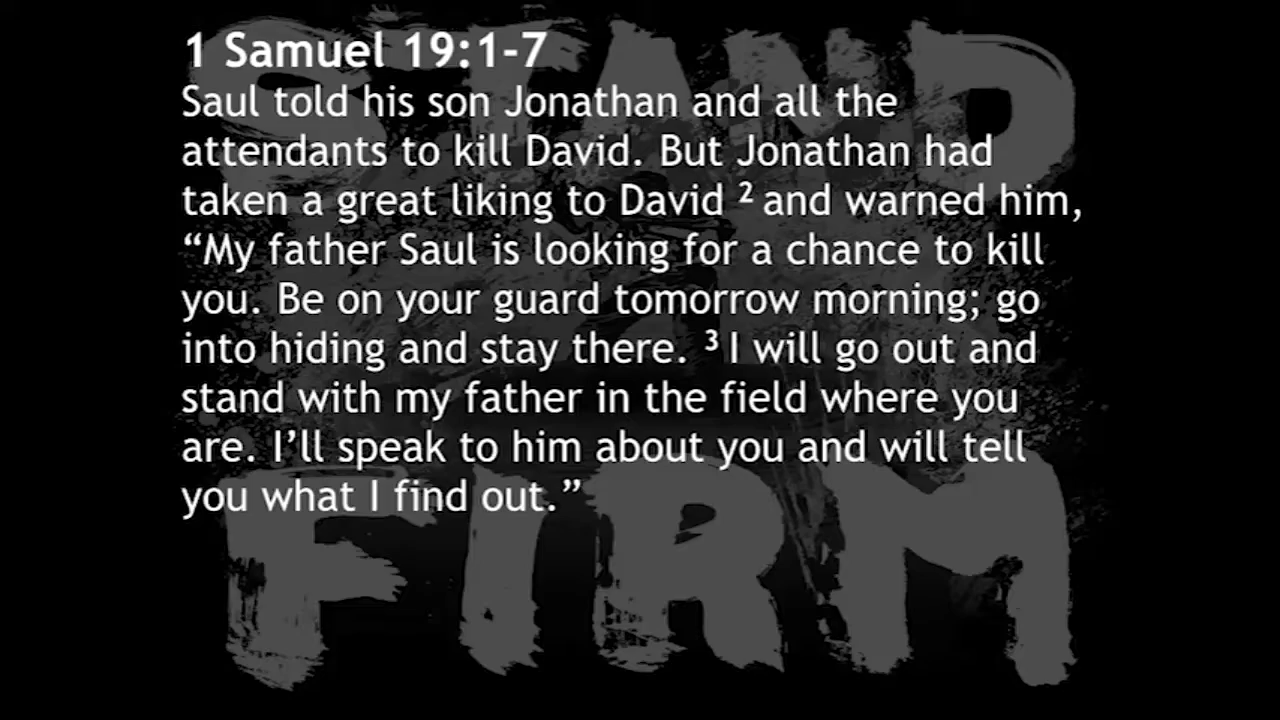 STAND
1 Samuel 19:1-7
Saul told his son Jonathan and all the
attendants to kill David. But Jonathan had
taken a great liking to David ² and warned him,
“My father Saul is looking for a chance to kill
you. Be on your guard tomorrow morning; go
into hiding and stay there. ³ I will go out and
stand with my father in the field where you
are. I’ll speak to him about you and will tell
you what I find out.”
FIRM